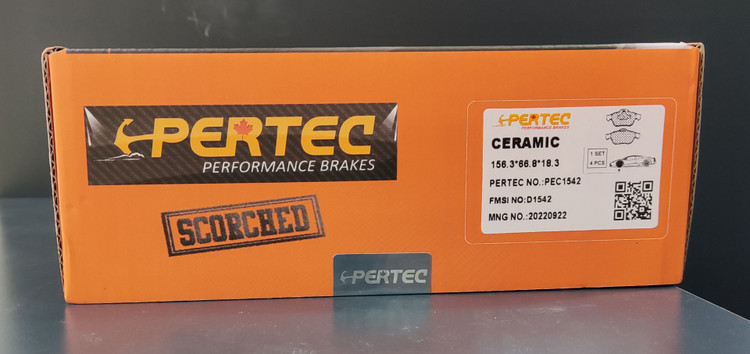 PERTEC
PERFORMANCE BRAKES
SCORCHED
PERTEC
PERTEC
PERFORMANCE BRAKES
CERAMIC
156.3*66.8*18.3
1 SET
4 PCS
PERTEC NO.:PEC1542
FMSI NO:D1542
MNG NO.:20220922